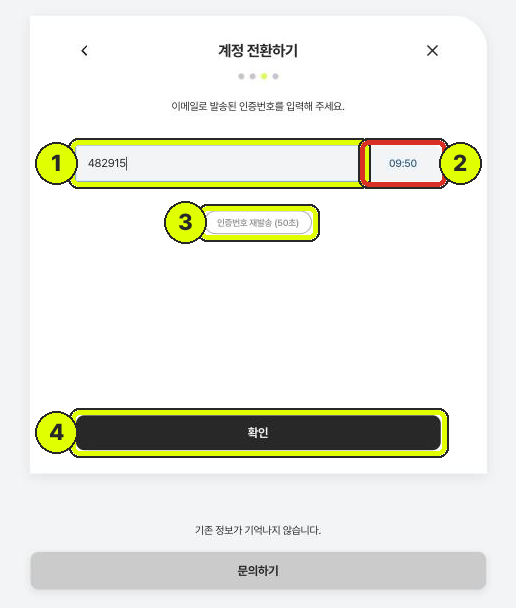 계정 전환하기
이메일로 발송된 인증번호를 입력해 주세요.
1 482915 09:50 2
3 인증번호 재발송 (50초)
4 확인
기존 정보가 기억나지 않습니다.
문의하기